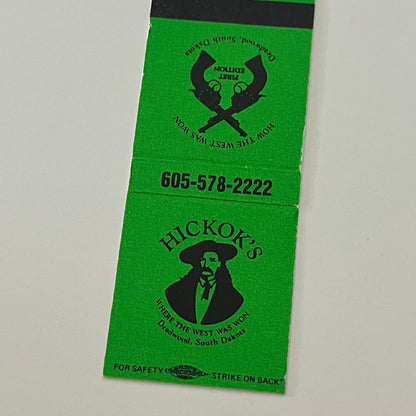 Deadwood, South Dakota
FIRST
EDITION
HOW THE WEST WAS WON
605-578-2222
HICKOK'S
WHERE THE WEST WAS WON
Deadwood, South Dakota
FOR SAFETY STRIKE ON BACK